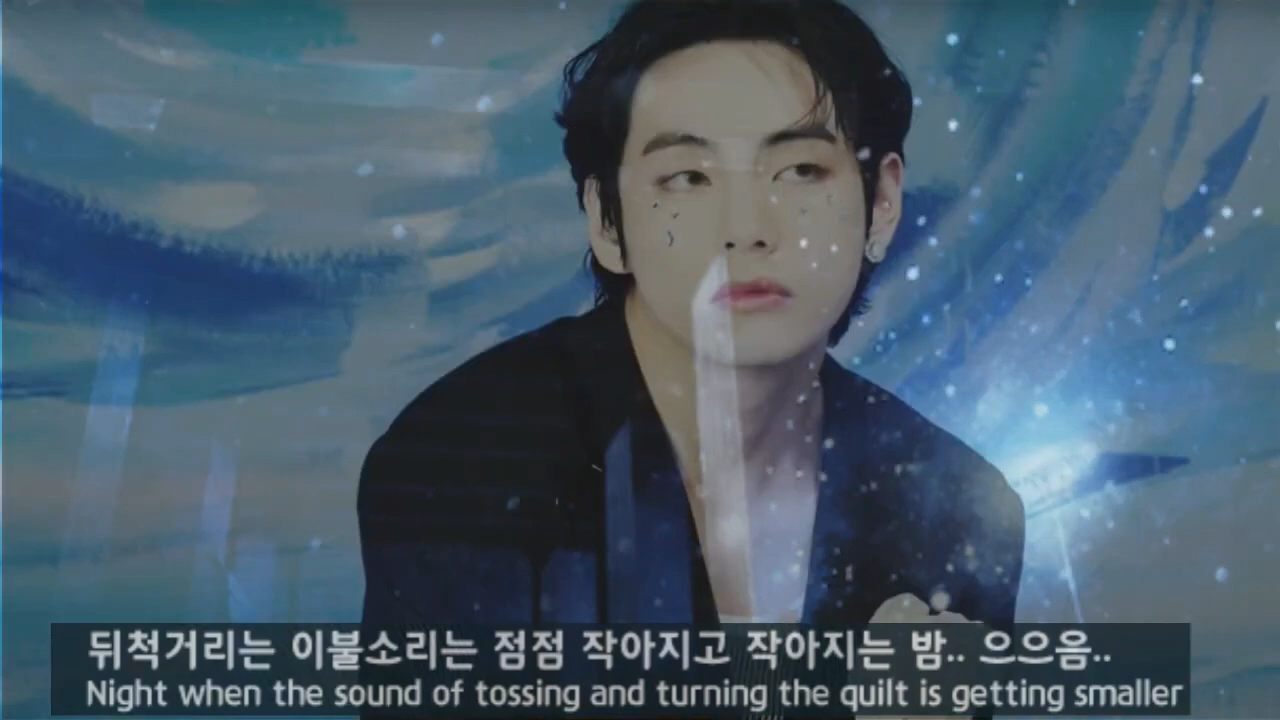 뒤척거리는 이불소리는 점점 작아지고 작아지는 밤.. 으으음..
Night when the sound of tossing and turning the quilt is getting smaller